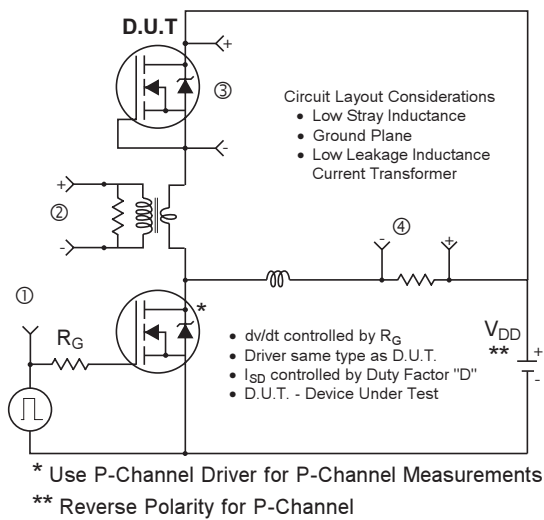 D.U.T
+
③
-
Circuit Layout Considerations
• Low Stray Inductance
• Ground Plane
• Low Leakage Inductance
Current Transformer
+
②
-
④
- +
①
R_G
*
• dv/dt controlled by R_G
• Driver same type as D.U.T.
• I_SD controlled by Duty Factor "D"
• D.U.T. - Device Under Test
V_DD
**
+
-
* Use P-Channel Driver for P-Channel Measurements
** Reverse Polarity for P-Channel